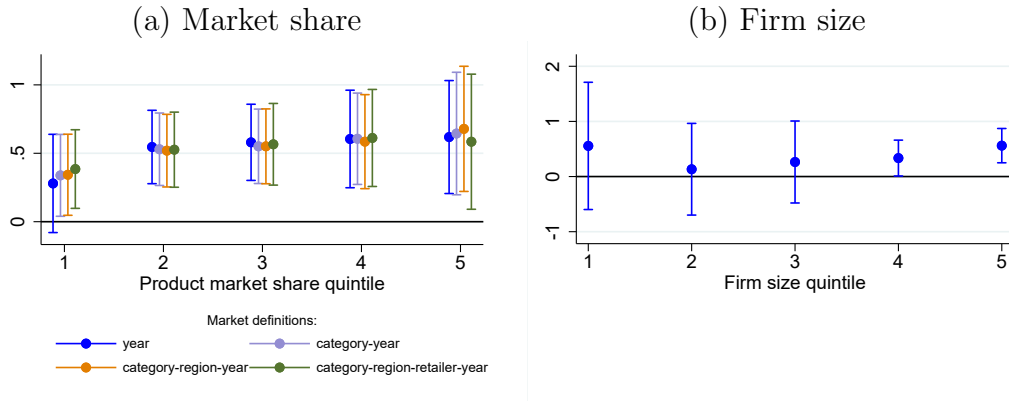 (a) Market share
1
.5
0
1 2 3 4 5
Product market share quintile
Market definitions:
year category-year
category-region-year category-region-retailer-year
(b) Firm size
2
1
0
-1
1 2 3 4 5
Firm size quintile